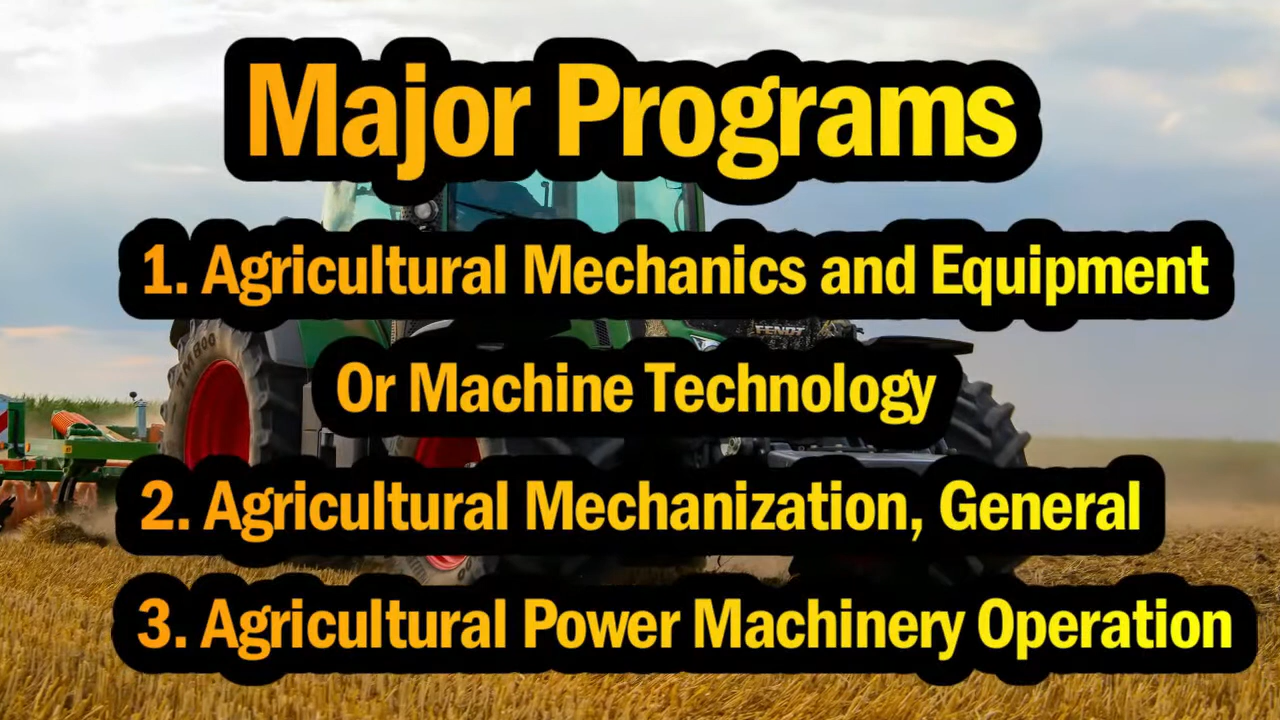 Major Programs
1. Agricultural Mechanics and Equipment
FENDT
Or Machine Technology
2. Agricultural Mechanization, General
3. Agricultural Power Machinery Operation